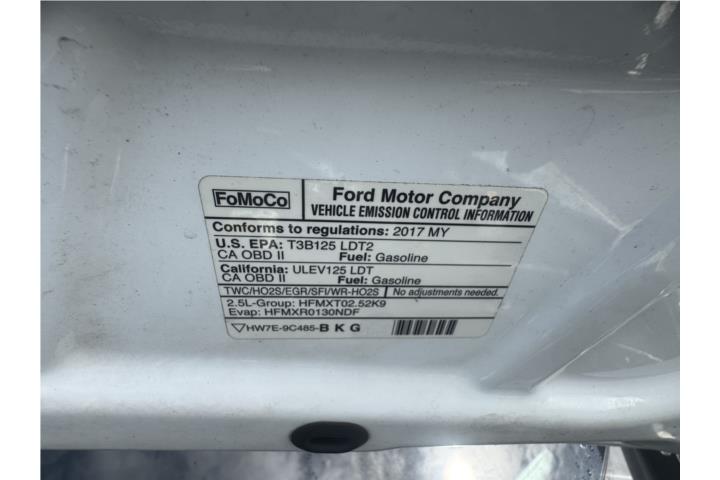 FoMoCo
Ford Motor Company
VEHICLE EMISSION CONTROL INFORMATION
Conforms to regulations: 2017 MY
U.S. EPA: T3B125 LDT2
CA OBD II Fuel: Gasoline
California: ULEV125 LDT
CA OBD II Fuel: Gasoline
TWC/HO2S/EGR/SFI/WR-HO2S No adjustments needed.
2.5L-Group: HFMXT02.52K9
Evap: HFMXR0130NDF
HW7E-9C485-B K G